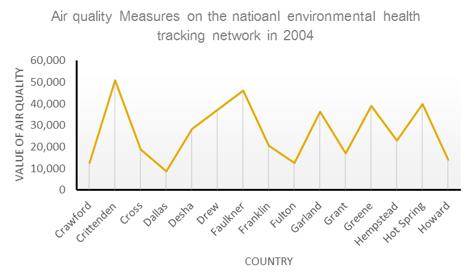 Air quality Measures on the natioanl environmental health
tracking network in 2004
VALUE OF AIR QUALITY
60,000
50,000
40,000
30,000
20,000
10,000
0
Crawford
Crittenden
Cross
Dallas
Desha
Drew
Faulkner
Franklin
Fulton
Garland
Grant
Greene
Hempstead
Hot Spring
Howard
COUNTRY